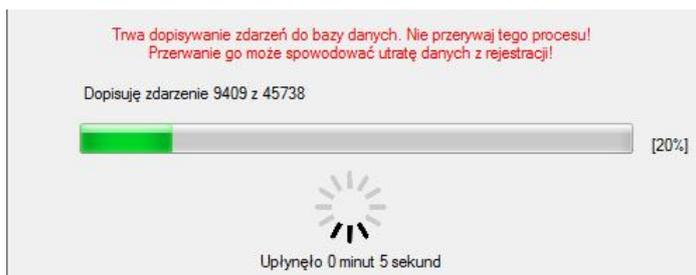 Trwa dopisywanie zdarzeń do bazy danych. Nie przerywaj tego procesu!
Przerwanie go może spowodować utratę danych z rejestracji!
Dopisuję zdarzenie 9409 z 45738
[20%]
Upłynęło 0 minut 5 sekund